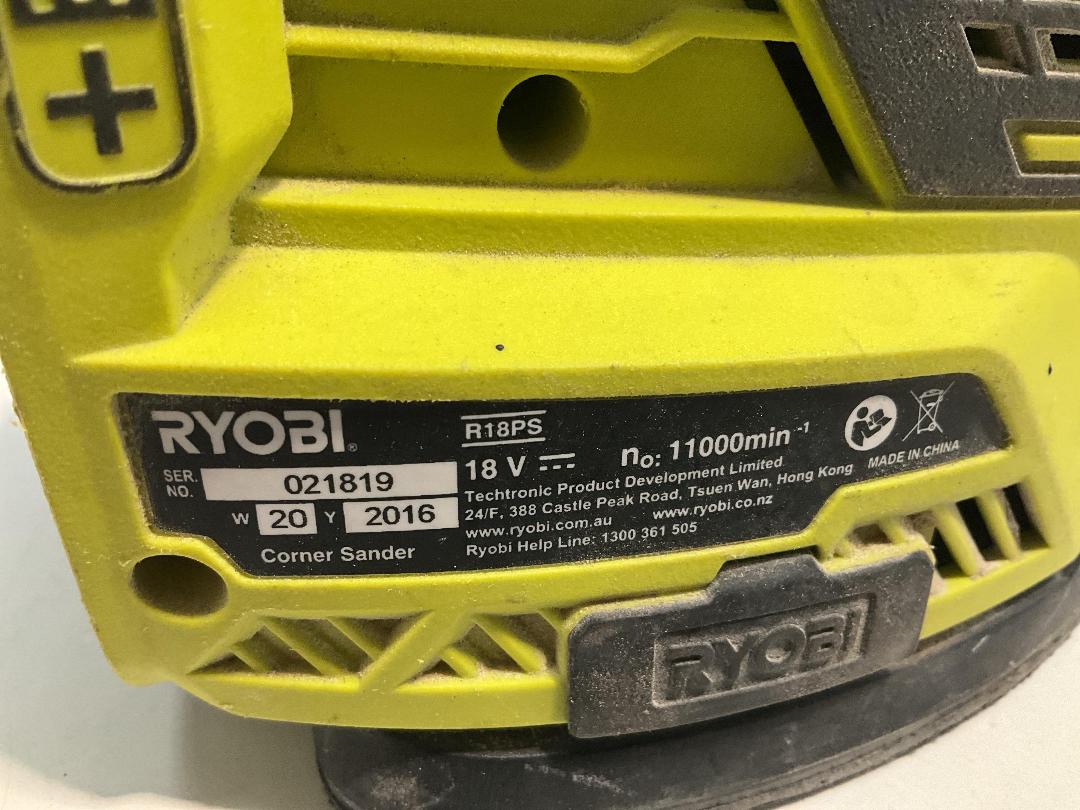 RYOBI®
SER. NO. 021819
W 20 Y 2016
Corner Sander
R18PS
18 V
n₀: 11000min⁻¹
Techtronic Product Development Limited
24/F, 388 Castle Peak Road, Tsuen Wan, Hong Kong
www.ryobi.com.au www.ryobi.co.nz
Ryobi Help Line: 1300 361 505
MADE IN CHINA
RYOBI